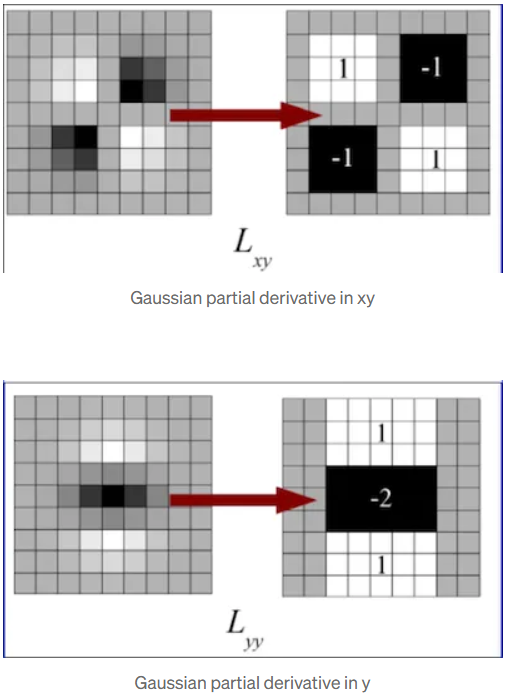 1
-1
-1
1
L xy
Gaussian partial derivative in xy
1
-2
1
L yy
Gaussian partial derivative in y